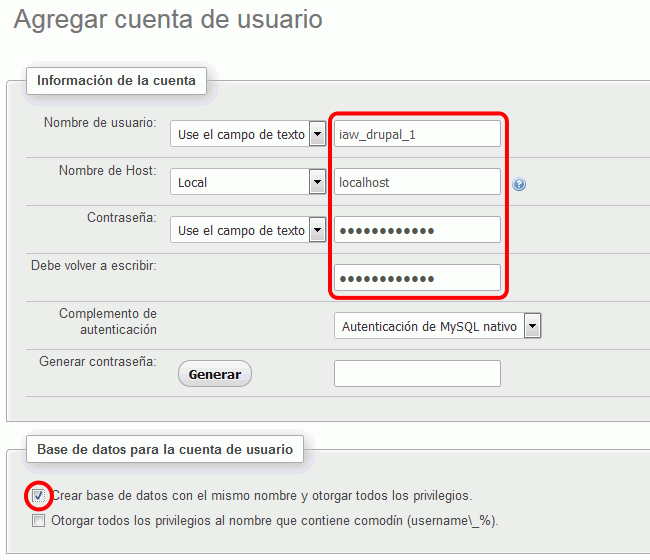 Agregar cuenta de usuario
Información de la cuenta
Nombre de usuario: Use el campo de texto iaw_drupal_1
Nombre de Host: Local localhost
Contraseña: Use el campo de texto ●●●●●●●●●●●●
Debe volver a escribir: ●●●●●●●●●●●●
Complemento de
autenticación Autenticación de MySQL nativo
Generar contraseña: Generar
Base de datos para la cuenta de usuario
Crear base de datos con el mismo nombre y otorgar todos los privilegios.
Otorgar todos los privilegios al nombre que contiene comodín (username\_%).